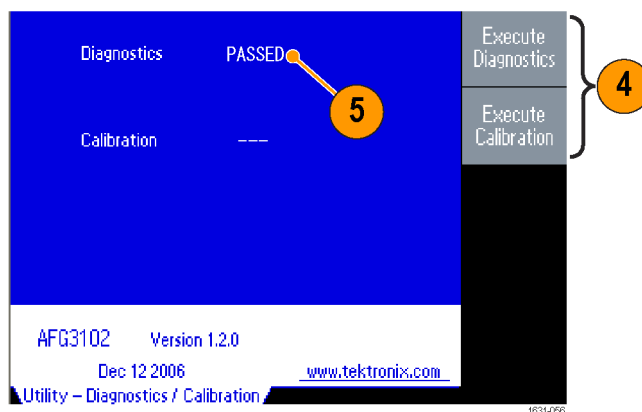 Diagnostics PASSED Execute Diagnostics
4
5
Calibration --- Execute Calibration
AFG3102 Version 1.2.0
Dec 12 2006 www.tektronix.com
Utility – Diagnostics / Calibration
1631-056